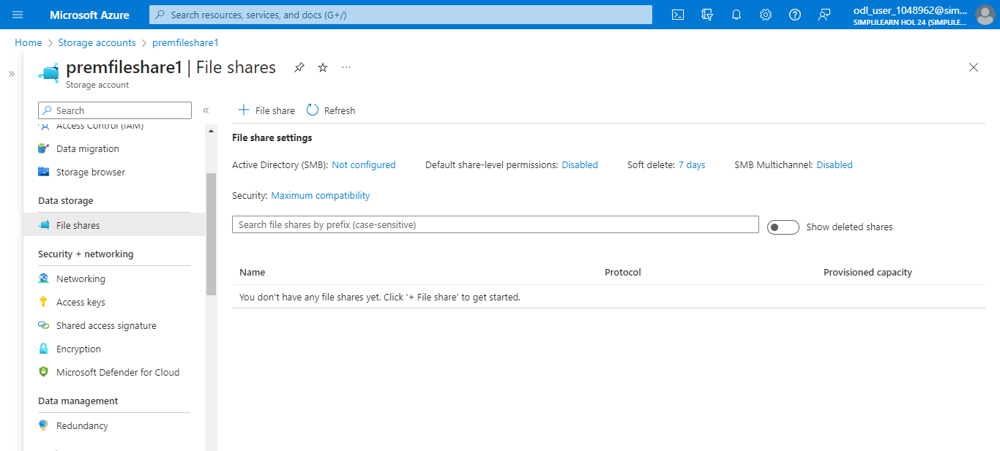 Microsoft Azure
Search resources, services, and docs (G+/)
odl_user_1048962@sim...
SIMPLILEARN HOL 24 (SIMPLILE...
Home > Storage accounts > premfileshare1
premfileshare1 | File shares
Storage account
Search
File share
Refresh
Access Control (IAM)
Data migration
Storage browser
Data storage
File shares
Security + networking
Networking
Access keys
Shared access signature
Encryption
Microsoft Defender for Cloud
Data management
Redundancy
File share settings
Active Directory (SMB): Not configured
Default share-level permissions: Disabled
Soft delete: 7 days
SMB Multichannel: Disabled
Security: Maximum compatibility
Search file shares by prefix (case-sensitive)
Show deleted shares
Name Protocol Provisioned capacity
You don't have any file shares yet. Click '+ File share' to get started.